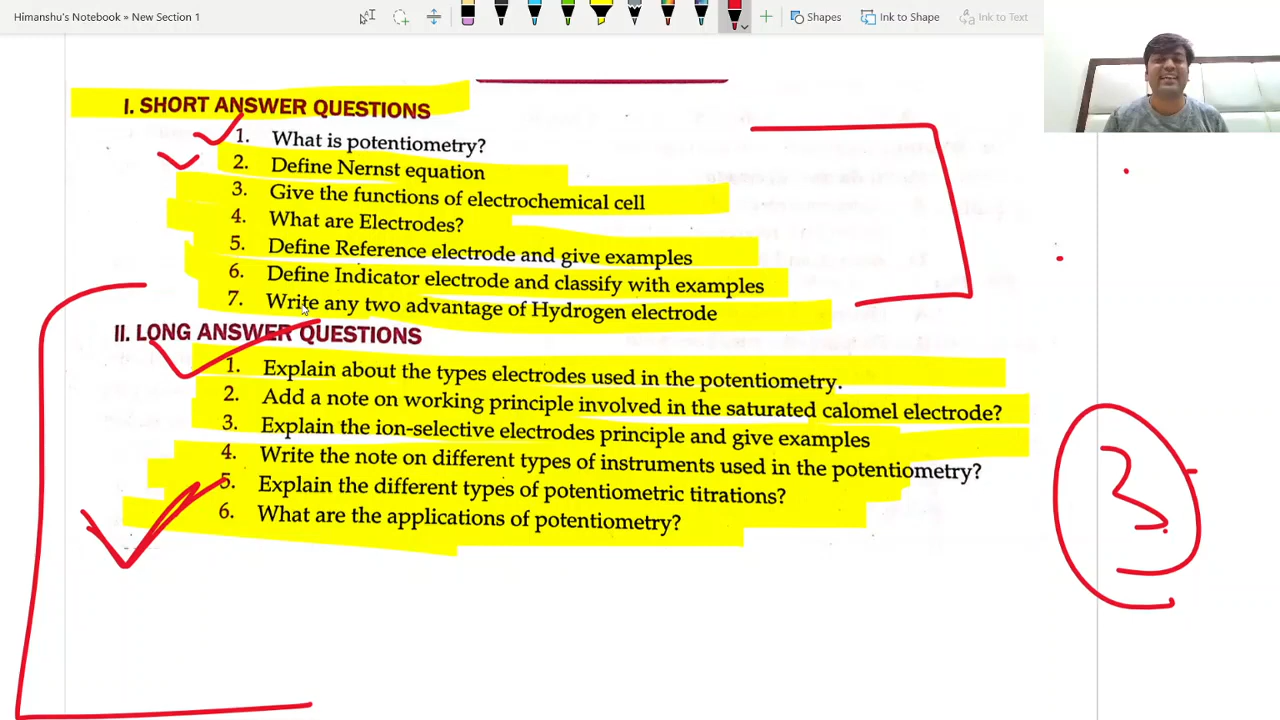 Himanshu's Notebook » New Section 1
Shapes
Ink to Shape
Ink to Text
I. SHORT ANSWER QUESTIONS
1. What is potentiometry?
2. Define Nernst equation
3. Give the functions of electrochemical cell
4. What are Electrodes?
5. Define Reference electrode and give examples
6. Define Indicator electrode and classify with examples
7. Write any two advantage of Hydrogen electrode
II. LONG ANSWER QUESTIONS
1. Explain about the types electrodes used in the potentiometry.
2. Add a note on working principle involved in the saturated calomel electrode?
3. Explain the ion-selective electrodes principle and give examples
4. Write the note on different types of instruments used in the potentiometry?
5. Explain the different types of potentiometric titrations?
6. What are the applications of potentiometry?
3